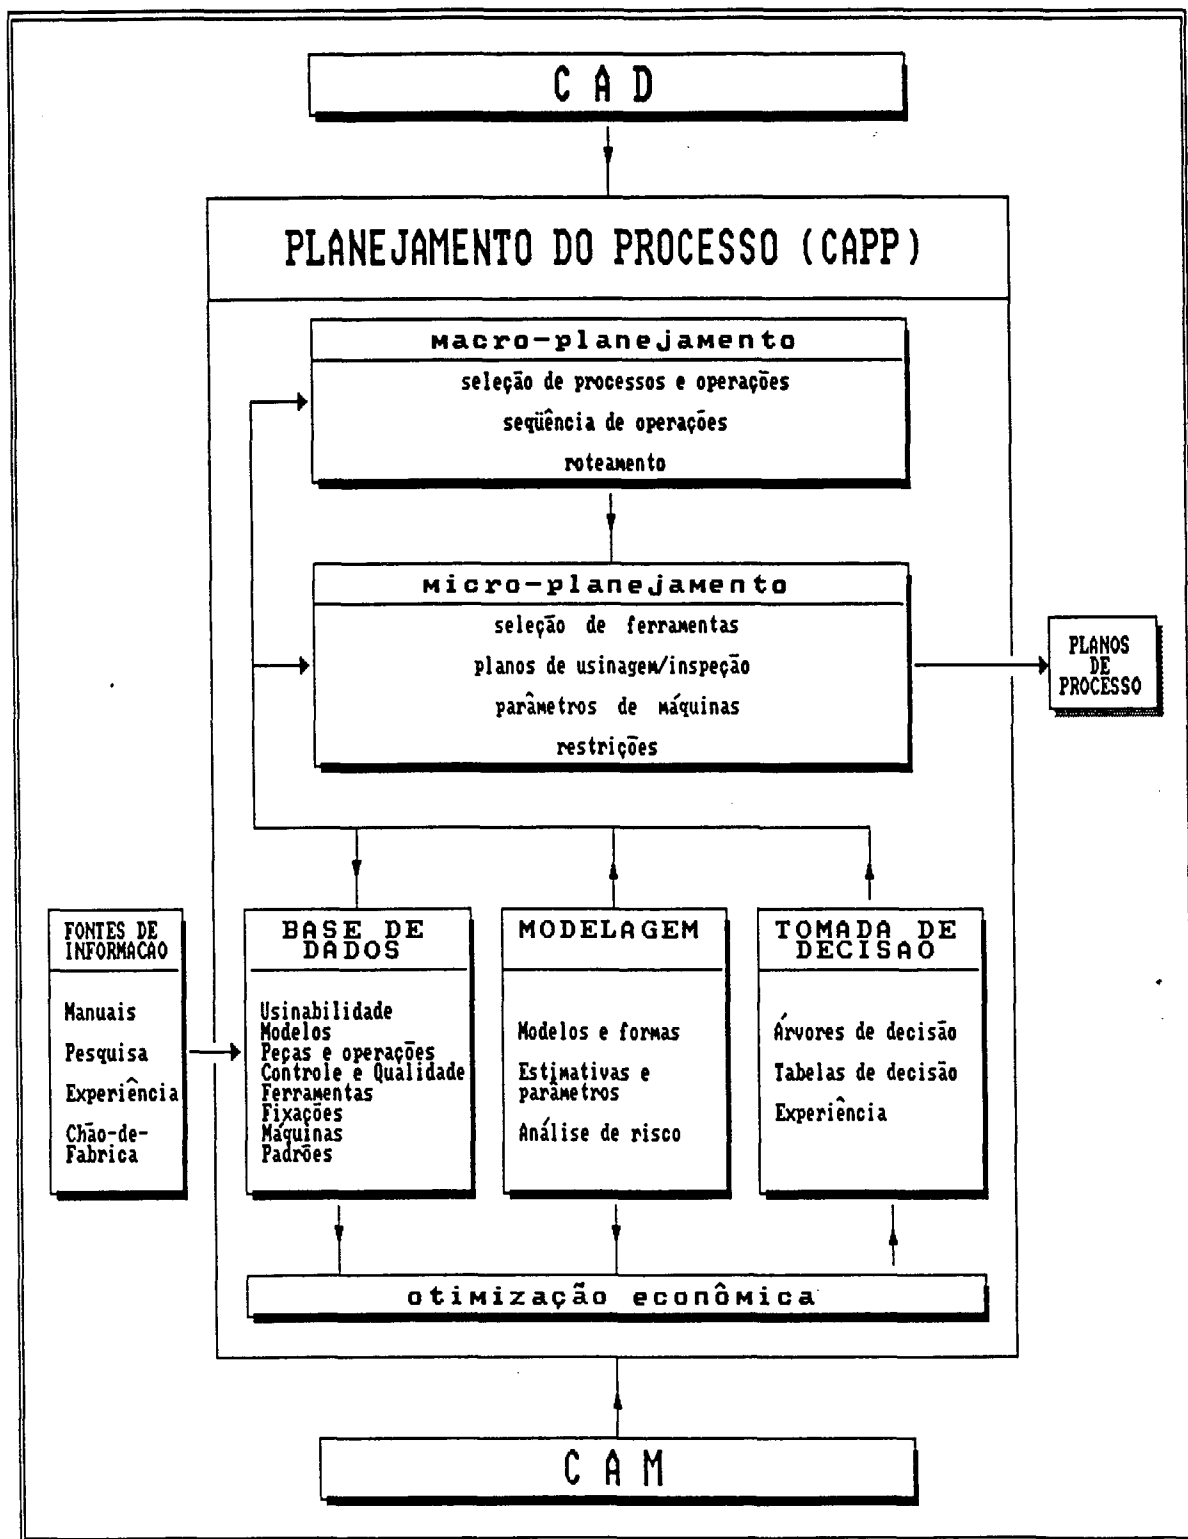 C A D
PLANEJAMENTO DO PROCESSO (CAPP)
Macro-planejamento
seleção de processos e operações
seqüência de operações
roteamento
Micro-planejamento
seleção de ferramentas
planos de usinagem/inspeção
parâmetros de máquinas
restrições
PLANOS
DE
PROCESSO
FONTES DE
INFORMACAO
Manuais
Pesquisa
Experiência
Chão-de-
Fabrica
BASE DE
DADOS
Usinabilidade
Modelos
Peças e operações
Controle e Qualidade
Ferramentas
Fixações
Máquinas
Padrões
MODELAGEM
Modelos e formas
Estimativas e
parâmetros
Análise de risco
TOMADA DE
DECISAO
Árvores de decisão
Tabelas de decisão
Experiência
otimização econômica
C A M